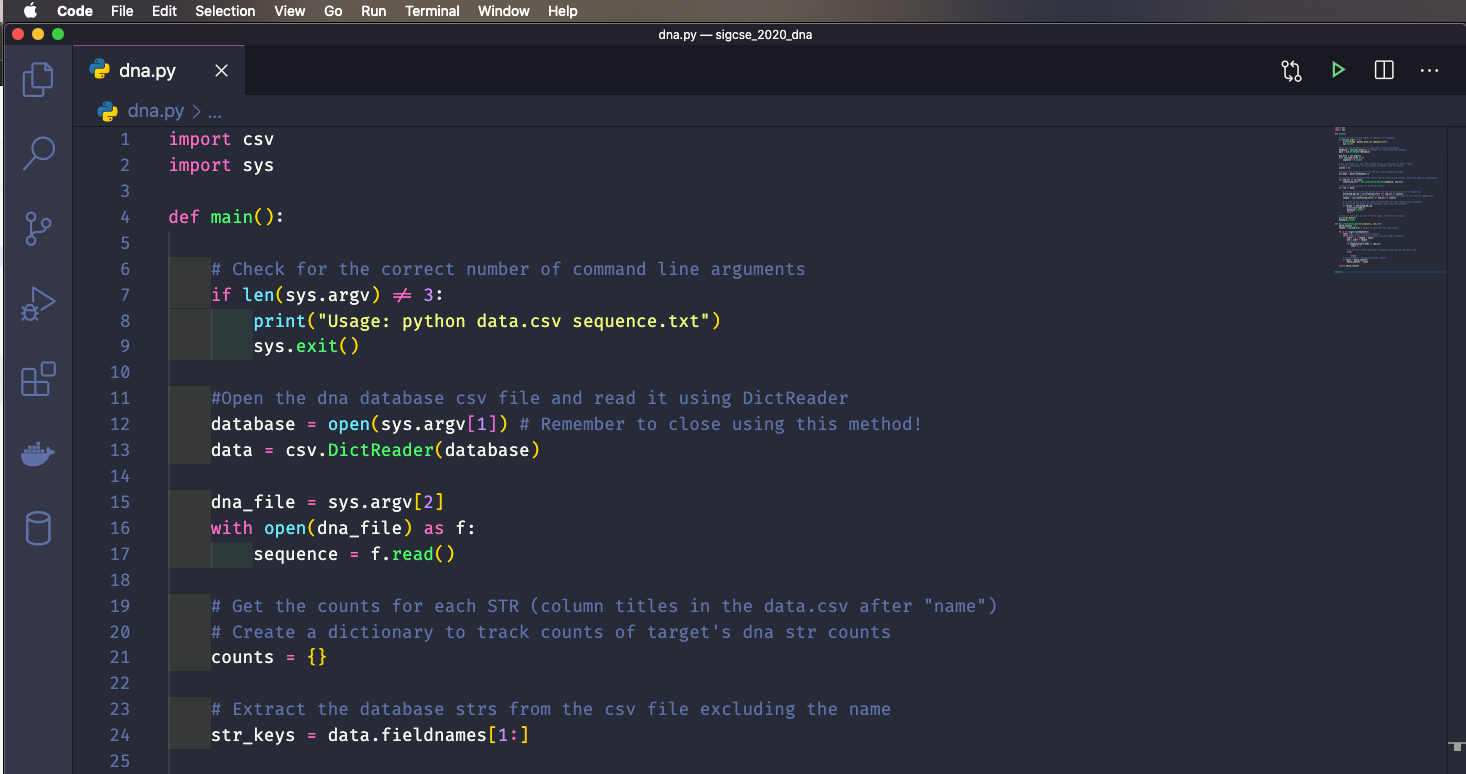 Code File Edit Selection View Go Run Terminal Window Help
dna.py — sigcse_2020_dna
dna.py
dna.py > ...
1 import csv
2 import sys
3
4 def main():
5
6 # Check for the correct number of command line arguments
7 if len(sys.argv) ≠ 3:
8 print("Usage: python data.csv sequence.txt")
9 sys.exit()
10
11 #Open the dna database csv file and read it using DictReader
12 database = open(sys.argv[1]) # Remember to close using this method!
13 data = csv.DictReader(database)
14
15 dna_file = sys.argv[2]
16 with open(dna_file) as f:
17 sequence = f.read()
18
19 # Get the counts for each STR (column titles in the data.csv after "name")
20 # Create a dictionary to track counts of target's dna str counts
21 counts = {}
22
23 # Extract the database strs from the csv file excluding the name
24 str_keys = data.fieldnames[1:]
25